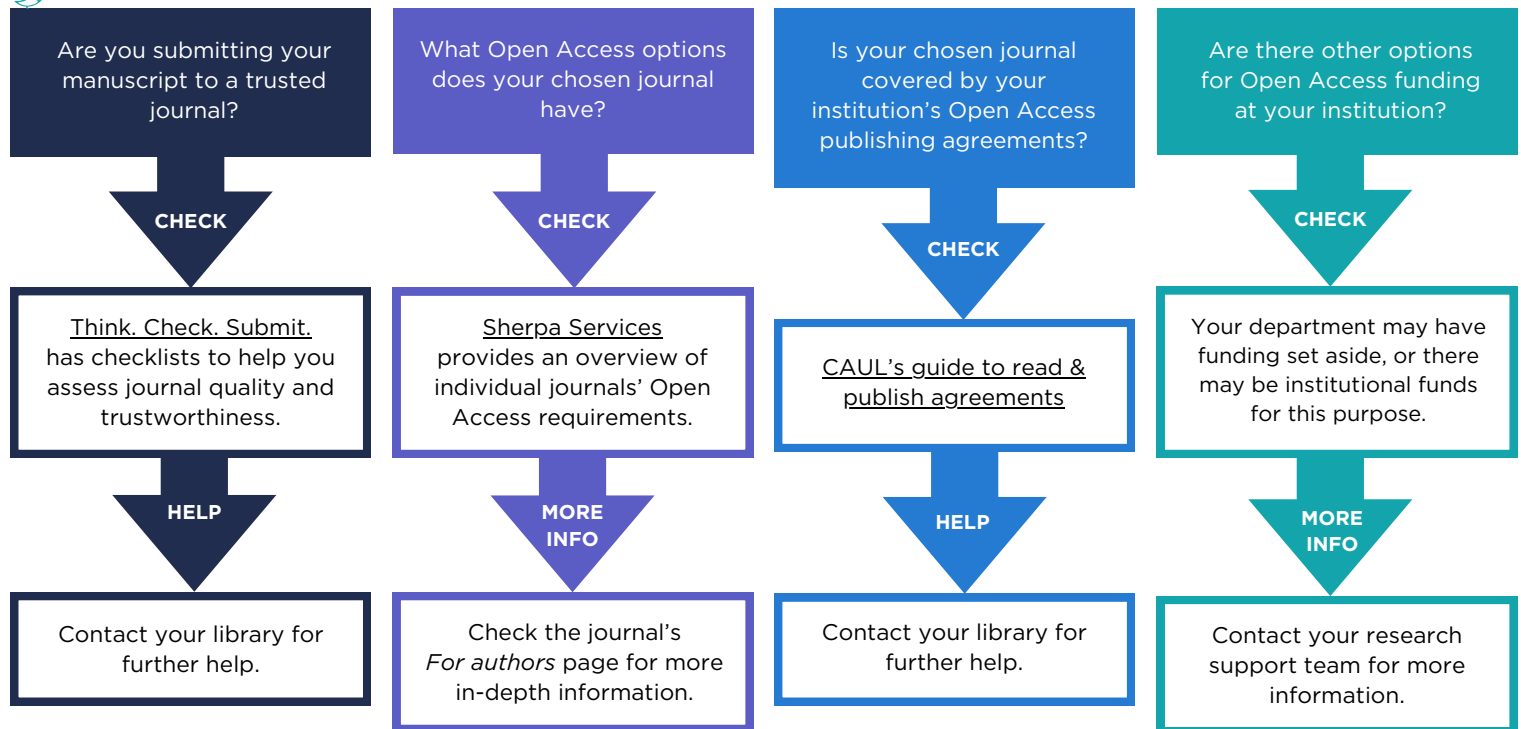 Are you submitting your
manuscript to a trusted
journal?
CHECK
Think. Check. Submit.
has checklists to help you
assess journal quality and
trustworthiness.
HELP
Contact your library for
further help.
What Open Access options
does your chosen journal
have?
CHECK
Sherpa Services
provides an overview of
individual journals' Open
Access requirements.
MORE
INFO
Check the journal's
For authors page for more
in-depth information.
Is your chosen journal
covered by your
institution's Open Access
publishing agreements?
CHECK
CAUL's guide to read &
publish agreements
HELP
Contact your library for
further help.
Are there other options
for Open Access funding
at your institution?
CHECK
Your department may have
funding set aside, or there
may be institutional funds
for this purpose.
MORE
INFO
Contact your research
support team for more
information.